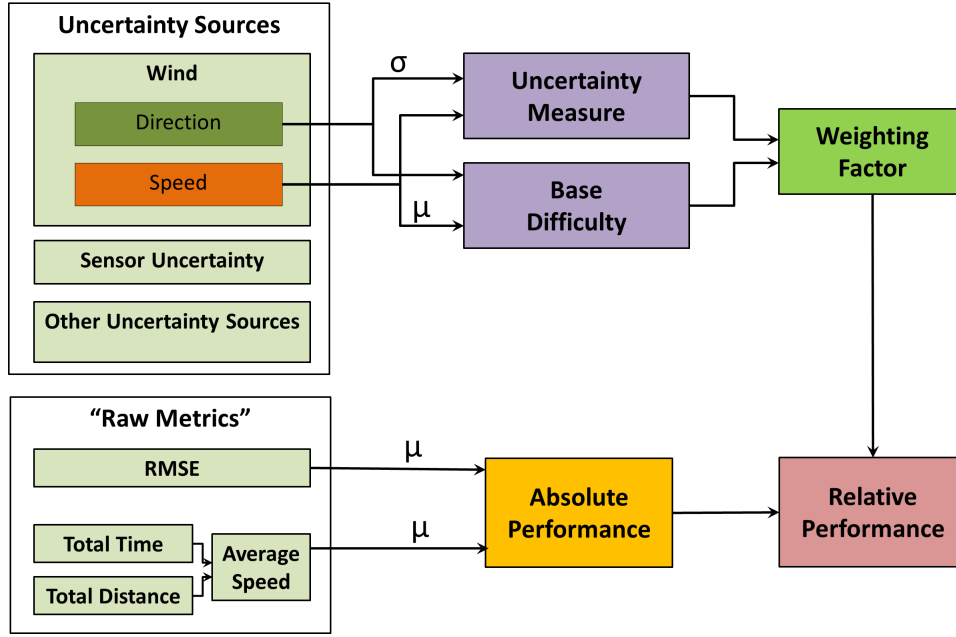 Uncertainty Sources
Wind
Direction
Speed
Sensor Uncertainty
Other Uncertainty Sources
σ
μ
Uncertainty
Measure
Base
Difficulty
Weighting
Factor
“Raw Metrics”
RMSE
Total Time
Total Distance
Average
Speed
μ
μ
Absolute
Performance
Relative
Performance